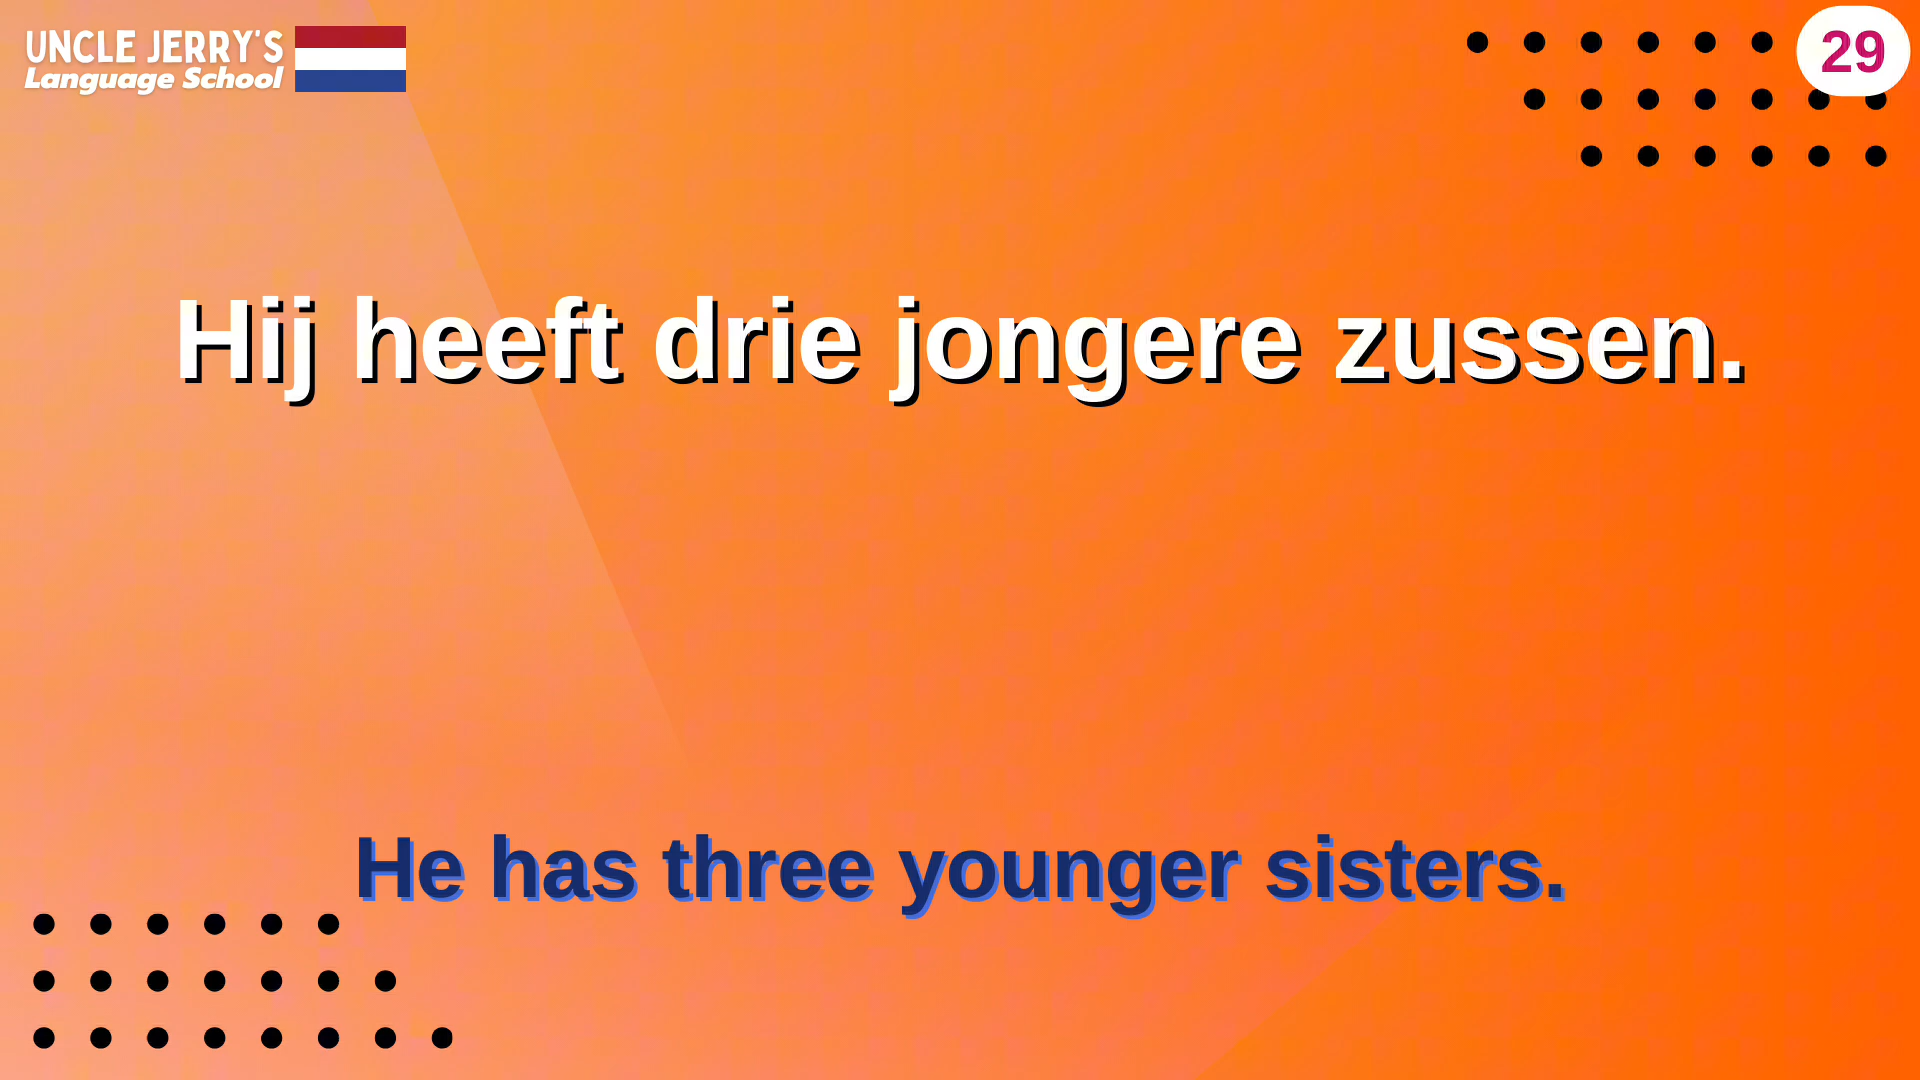 UNCLE JERRY'S
Language School
29
Hij heeft drie jongere zussen.
He has three younger sisters.